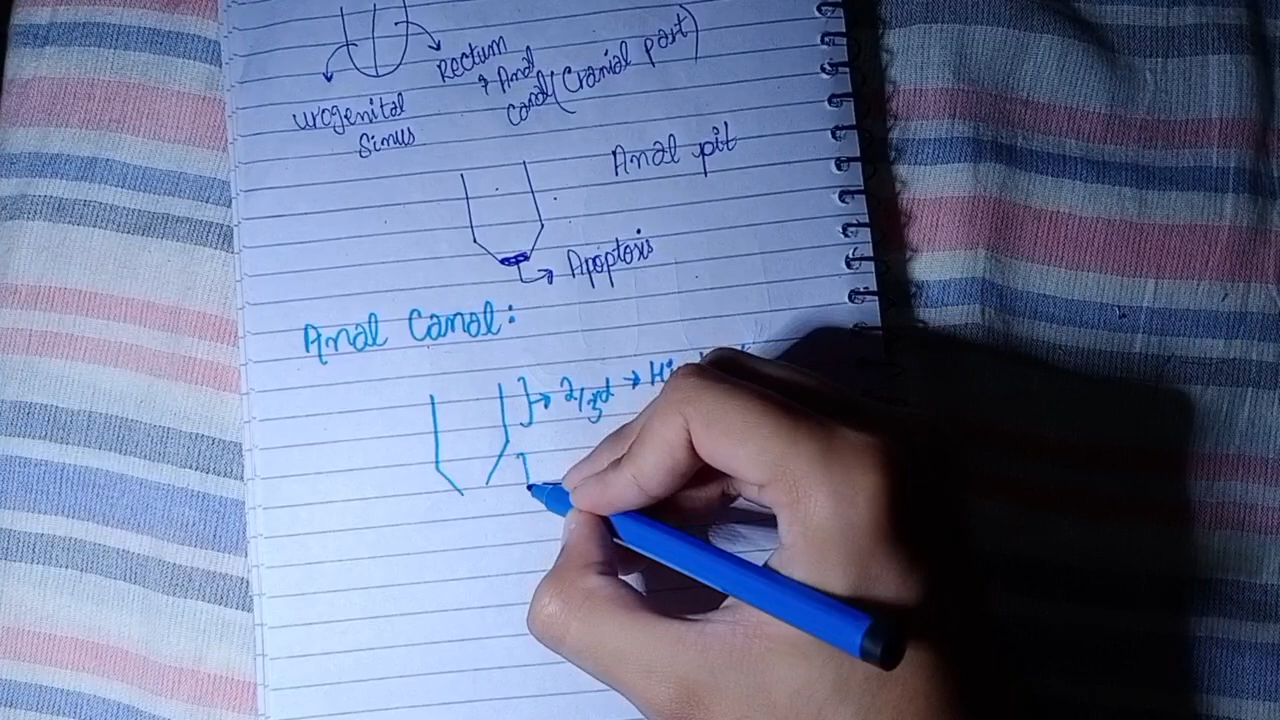 Rectum
& Anal
Canal (Cranial part)
Urogenital
Sinus
Anal pit
Apoptosis
Anal Canal:
2/3rd →